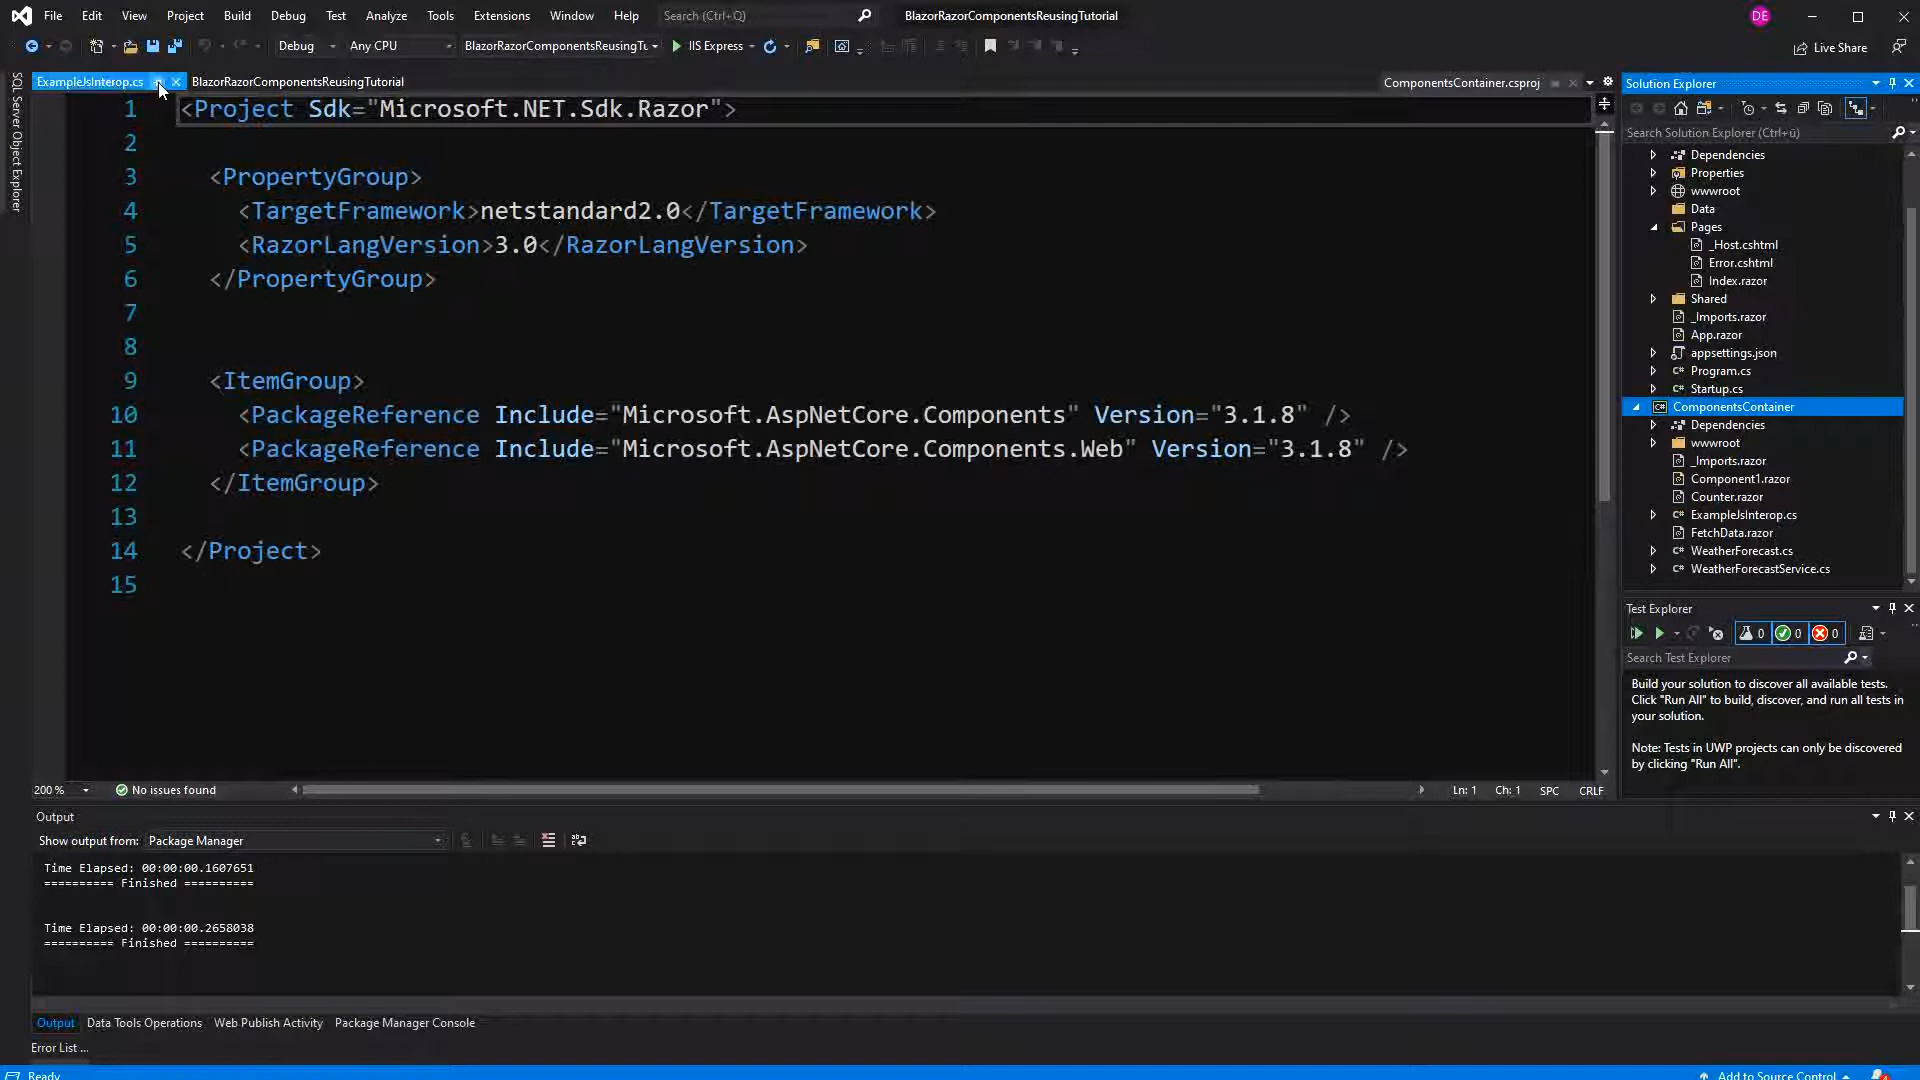 File Edit View Project Build Debug Test Analyze Tools Extensions Window Help Search (Ctrl+Q) BlazorRazorComponentsReusingTutorial DE
Debug Any CPU BlazorRazorComponentsReusingTu IIS Express Live Share
SQL Server Object Explorer
ExampleJsInterop.cs BlazorRazorComponentsReusingTutorial ComponentsContainer.csproj
1 <Project Sdk="Microsoft.NET.Sdk.Razor">
2
3 <PropertyGroup>
4 <TargetFramework>netstandard2.0</TargetFramework>
5 <RazorLangVersion>3.0</RazorLangVersion>
6 </PropertyGroup>
7
8
9 <ItemGroup>
10 <PackageReference Include="Microsoft.AspNetCore.Components" Version="3.1.8" />
11 <PackageReference Include="Microsoft.AspNetCore.Components.Web" Version="3.1.8" />
12 </ItemGroup>
13
14 </Project>
15
200 % No issues found Ln: 1 Ch: 1 SPC CRLF
Solution Explorer
Search Solution Explorer (Ctrl+ü)
Dependencies
Properties
wwwroot
Data
Pages
_Host.cshtml
Error.cshtml
Index.razor
Shared
_Imports.razor
App.razor
appsettings.json
C# Program.cs
C# Startup.cs
C# ComponentsContainer
Dependencies
wwwroot
_Imports.razor
Component1.razor
Counter.razor
C# ExampleJsInterop.cs
FetchData.razor
C# WeatherForecast.cs
C# WeatherForecastService.cs
Test Explorer
0 0 0
Search Test Explorer
Build your solution to discover all available tests.
Click "Run All" to build, discover, and run all tests in
your solution.
Note: Tests in UWP projects can only be discovered
by clicking "Run All".
Output
Show output from: Package Manager
Time Elapsed: 00:00:00.1607651
========== Finished ==========
Time Elapsed: 00:00:00.2658038
========== Finished ==========
Output Data Tools Operations Web Publish Activity Package Manager Console
Error List ...
Ready Add to Source Control